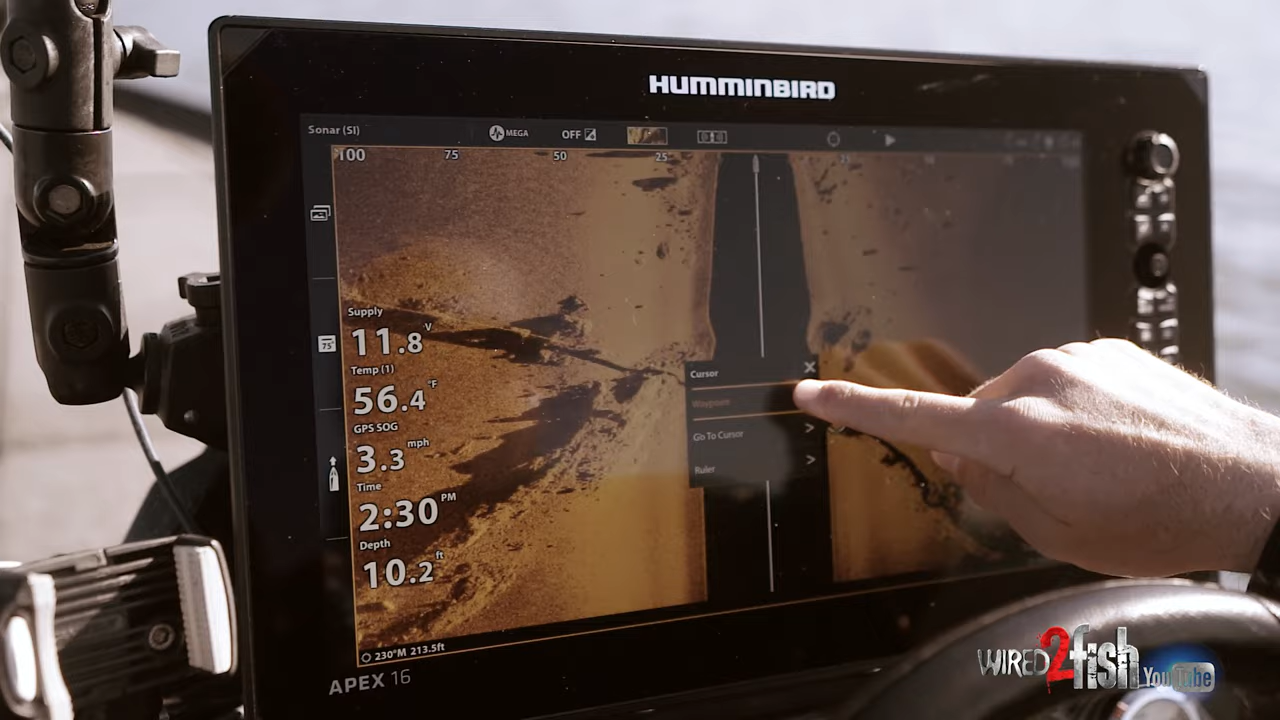 HUMMINBIRD
Sonar (SI)
MEGA
OFF
100 75 50 25 25
Supply
11.8 V
Temp (1)
56.4 °F
GPS SOG
3.3 mph
Time
2:30 PM
Depth
10.2 ft
75
Cursor
Waypoint
Go To Cursor
Ruler
230°M 213.5ft
APEX 16
WIRED2fish
YouTube